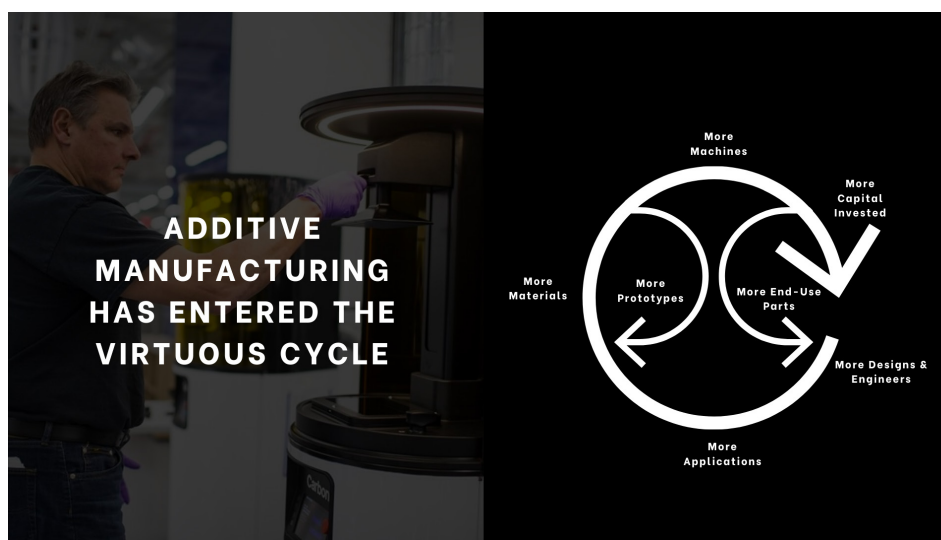 ADDITIVE
MANUFACTURING
HAS ENTERED THE
VIRTUOUS CYCLE
Carbon
More
Machines
More
Capital
Invested
More
Materials
More
Prototypes
More End-Use
Parts
More Designs &
Engineers
More
Applications